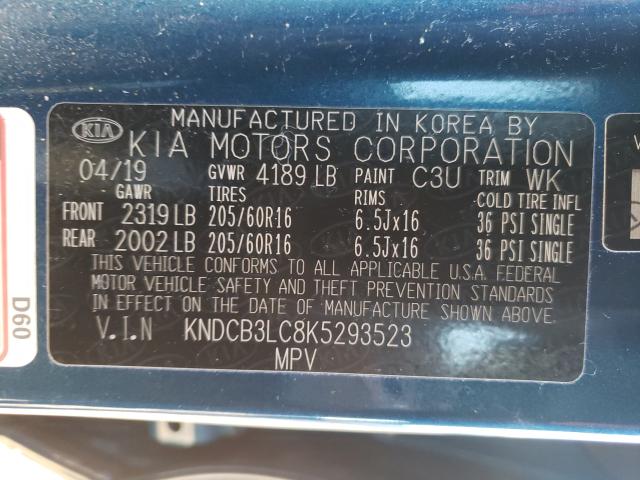 MANUFACTURED IN KOREA BY
KIA KIA MOTORS CORPORATION
04/19 GVWR 4189 LB PAINT C3U TRIM WK
GAWR TIRES RIMS COLD TIRE INFL
FRONT 2319 LB 205/60R16 6.5Jx16 36 PSI SINGLE
REAR 2002 LB 205/60R16 6.5Jx16 36 PSI SINGLE
THIS VEHICLE CONFORMS TO ALL APPLICABLE U.S.A. FEDERAL
MOTOR VEHICLE SAFETY AND THEFT PREVENTION STANDARDS
IN EFFECT ON THE DATE OF MANUFACTURE SHOWN ABOVE.
V.I.N KNDCB3LC8K5293523
MPV
D60